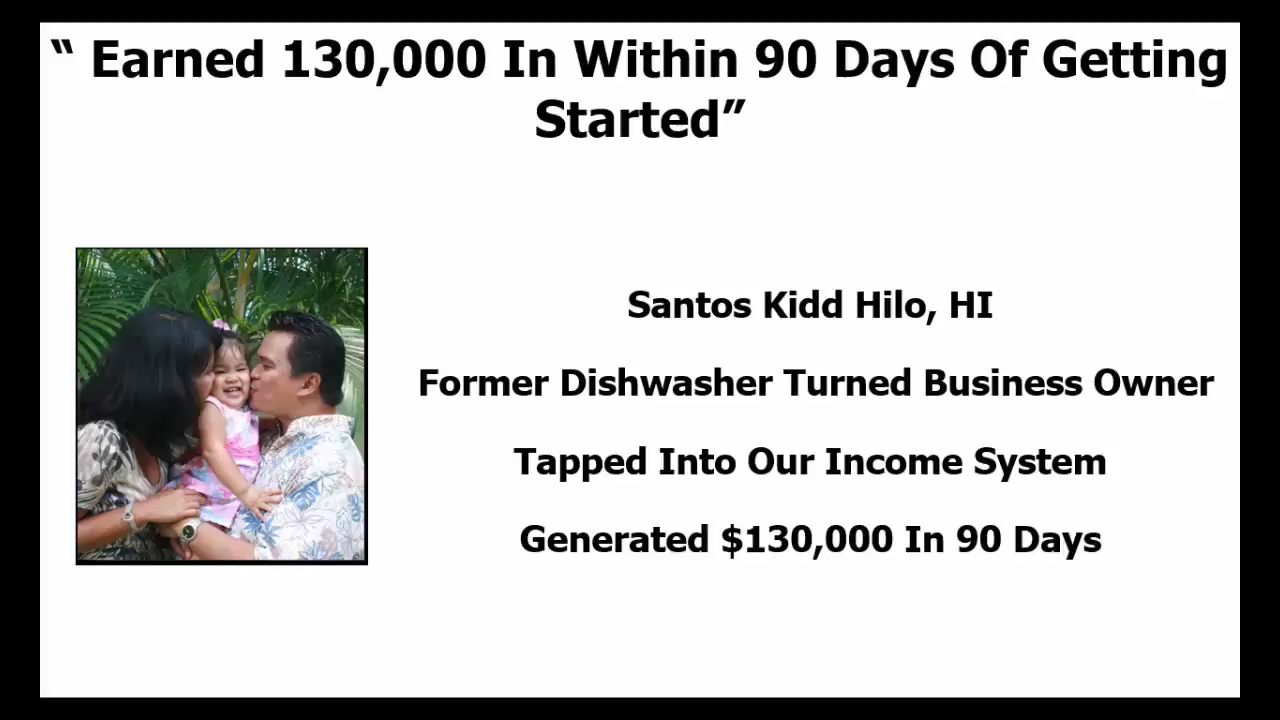 “ Earned 130,000 In Within 90 Days Of Getting
Started”
Santos Kidd Hilo, HI
Former Dishwasher Turned Business Owner
Tapped Into Our Income System
Generated $130,000 In 90 Days